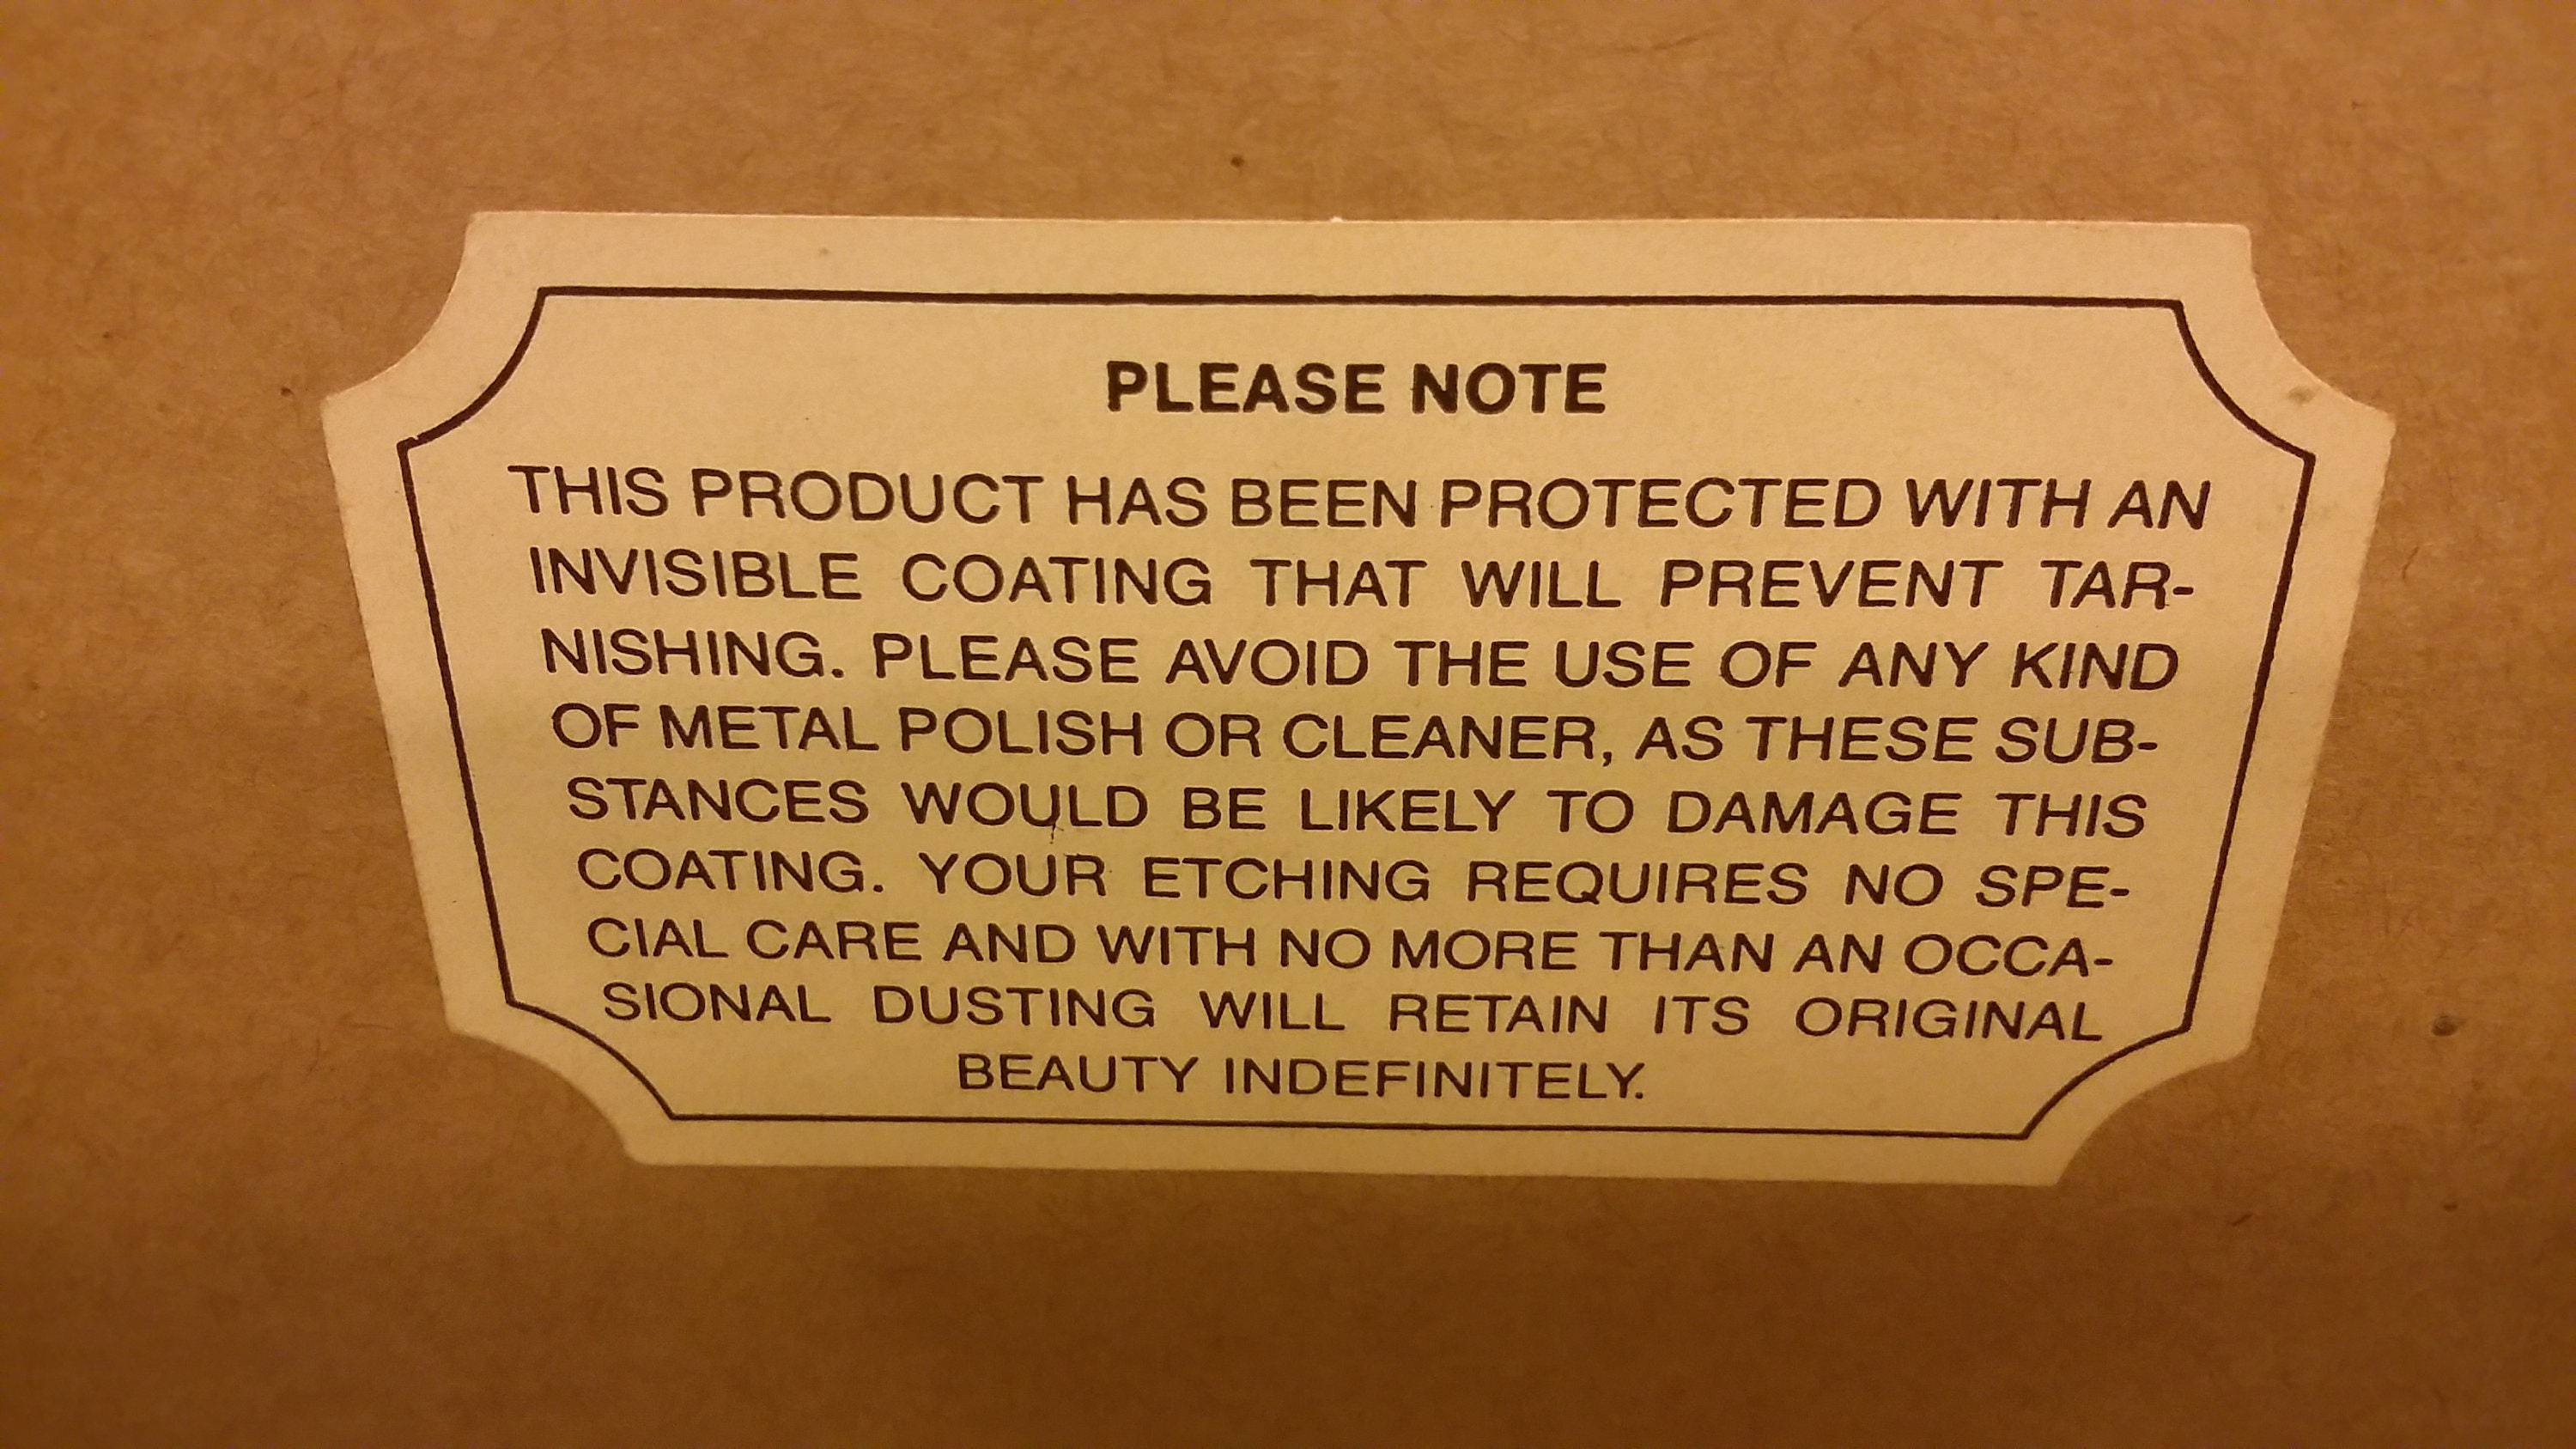 PLEASE NOTE
THIS PRODUCT HAS BEEN PROTECTED WITH AN
INVISIBLE COATING THAT WILL PREVENT TAR-
NISHING. PLEASE AVOID THE USE OF ANY KIND
OF METAL POLISH OR CLEANER, AS THESE SUB-
STANCES WOULD BE LIKELY TO DAMAGE THIS
COATING. YOUR ETCHING REQUIRES NO SPE-
CIAL CARE AND WITH NO MORE THAN AN OCCA-
SIONAL DUSTING WILL RETAIN ITS ORIGINAL
BEAUTY INDEFINITELY.